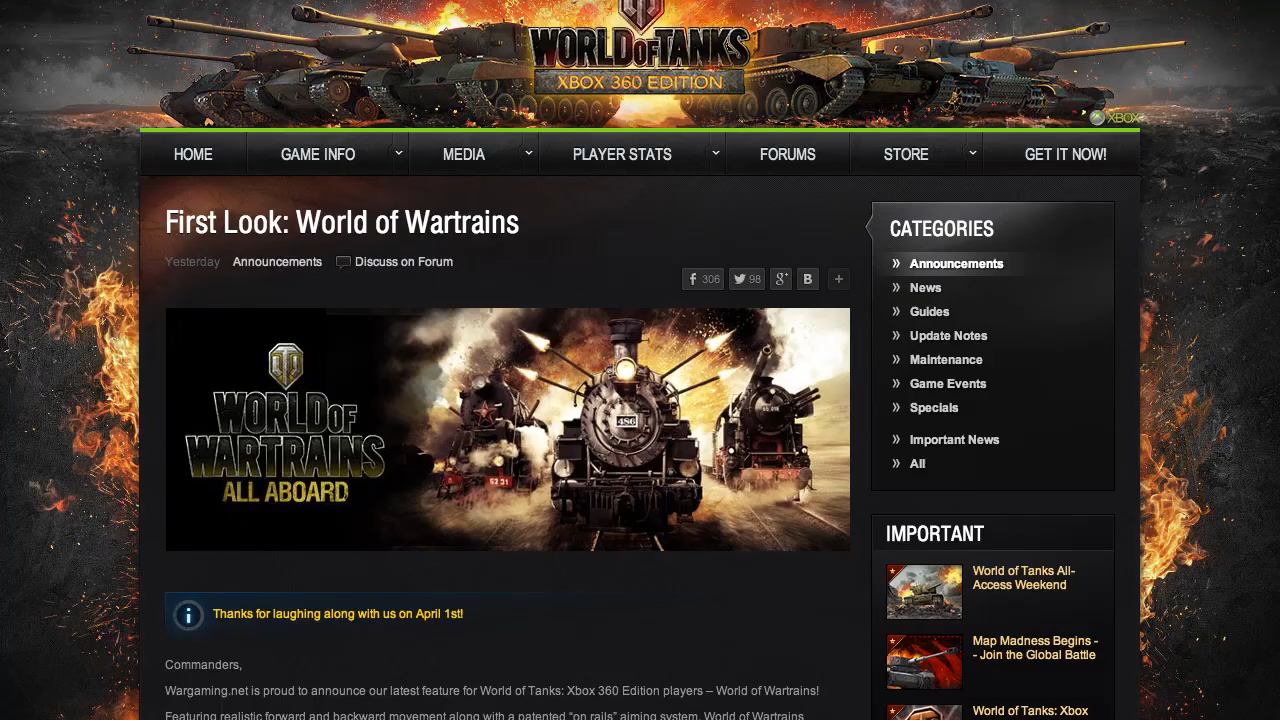 WORLD OF TANKS
XBOX 360 EDITION
XBOX
HOME
GAME INFO
MEDIA
PLAYER STATS
FORUMS
STORE
GET IT NOW!
First Look: World of Wartrains
Yesterday Announcements Discuss on Forum
306 98 g+ B +
WORLD OF
WARTRAINS
ALL ABOARD
486
Thanks for laughing along with us on April 1st!
Commanders,
Wargaming.net is proud to announce our latest feature for World of Tanks: Xbox 360 Edition players – World of Wartrains!
Featuring realistic forward and backward movement along with a patented “on rails” aiming system, World of Wartrains
CATEGORIES
» Announcements
» News
» Guides
» Update Notes
» Maintenance
» Game Events
» Specials
» Important News
» All
IMPORTANT
World of Tanks All-
Access Weekend
Map Madness Begins -
- Join the Global Battle
World of Tanks: Xbox